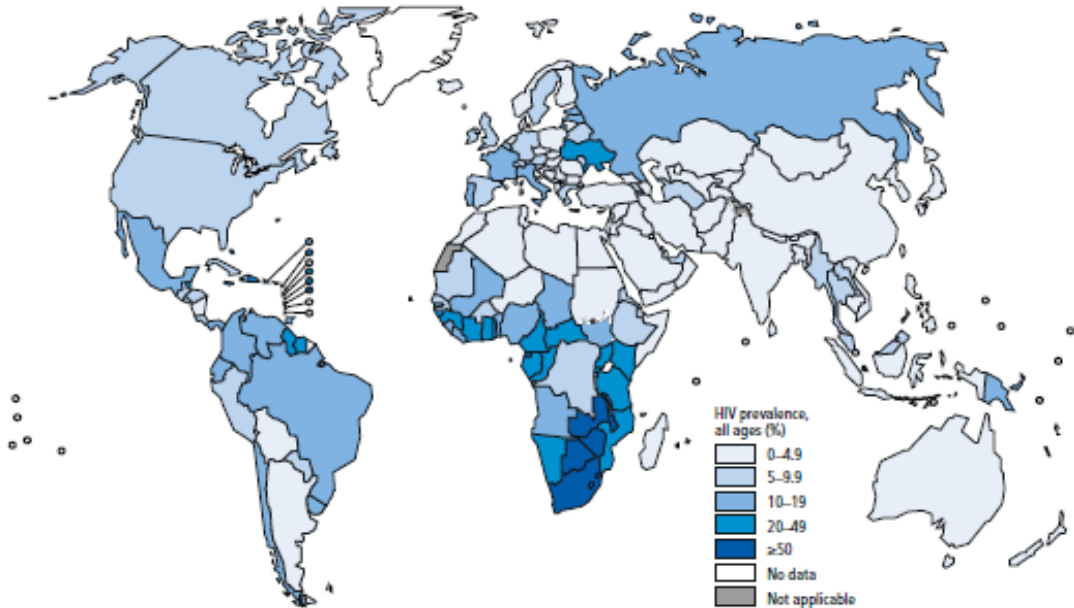 HIV prevalence,
all ages (%)
0–4.9
5–9.9
10–19
20–49
≥50
No data
Not applicable